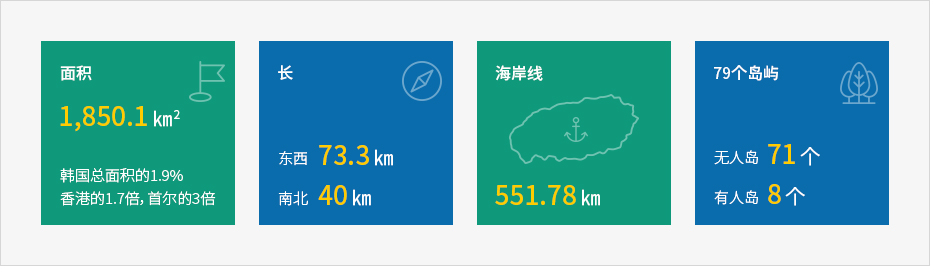 面积
1,850.1 km²
韩国总面积的1.9%
香港的1.7倍，首尔的3倍
长
东西 73.3 km
南北 40 km
海岸线
551.78 km
79个岛屿
无人岛 71 个
有人岛 8 个